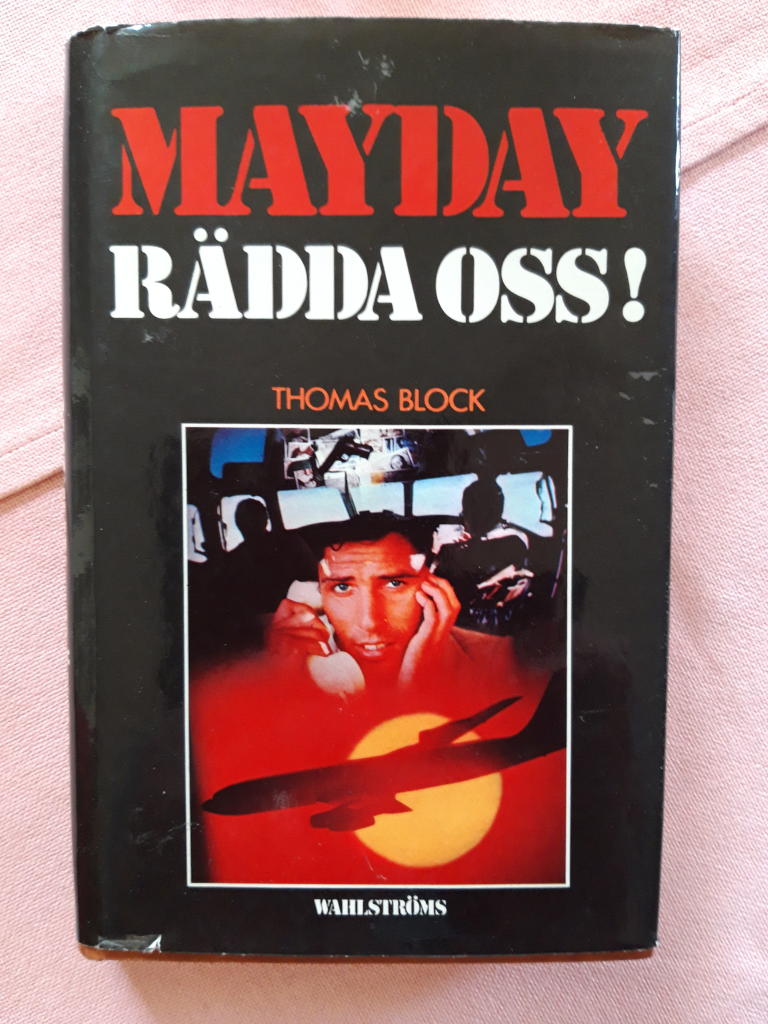 MAYDAY
RÄDDA OSS!
THOMAS BLOCK
WAHLSTRÖMS